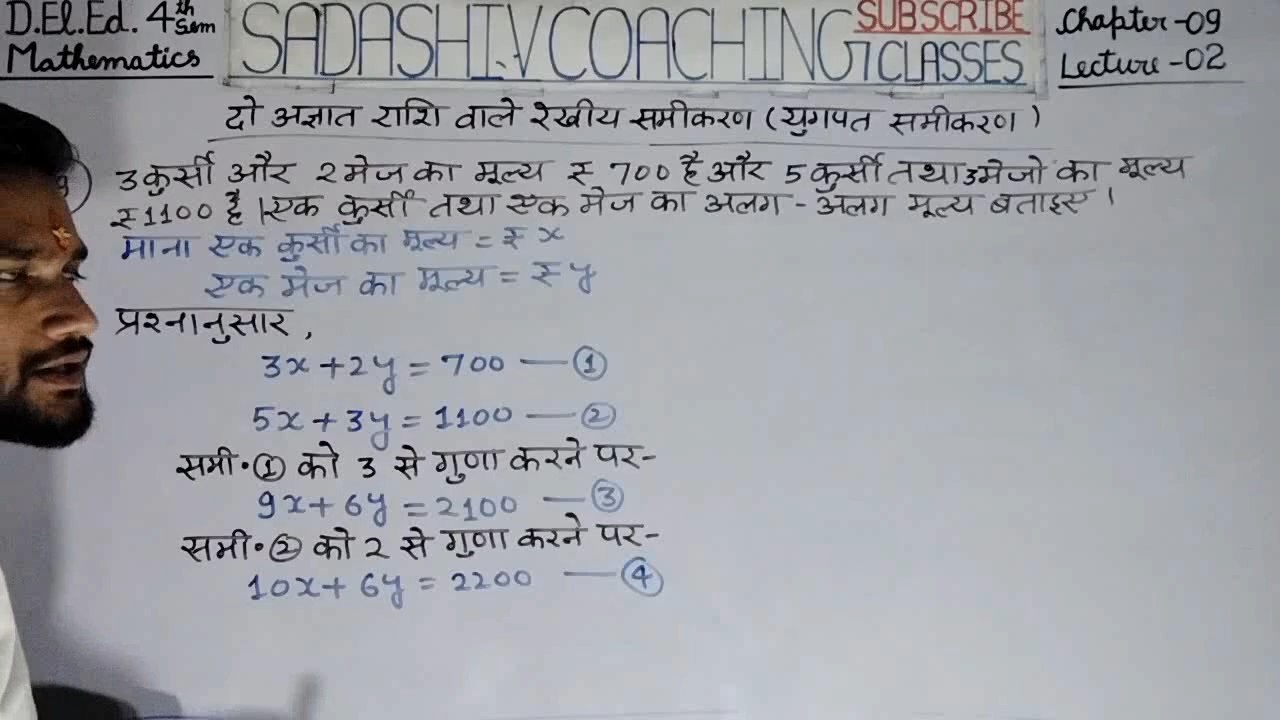 D.El.Ed. 4th Sem
Mathematics
SADASHIV COACHING CLASSES
SUBSCRIBE
Chapter-09
Lecture-02
दो अज्ञात राशि वाले रेखीय समीकरण (युगपत समीकरण)
3 कुर्सी और 2 मेज का मूल्य ₹ 700 है और 5 कुर्सी तथा 3 मेजो का मूल्य
₹ 1100 है। एक कुर्सी तथा एक मेज का अलग-अलग मूल्य बताइए।
माना एक कुर्सी का मूल्य = ₹ x
एक मेज का मूल्य = ₹ y
प्रश्नानुसार,
3x + 2y = 700 — ①
5x + 3y = 1100 — ②
समी·① को 3 से गुणा करने पर-
9x + 6y = 2100 — ③
समी·② को 2 से गुणा करने पर-
10x + 6y = 2200 — ④